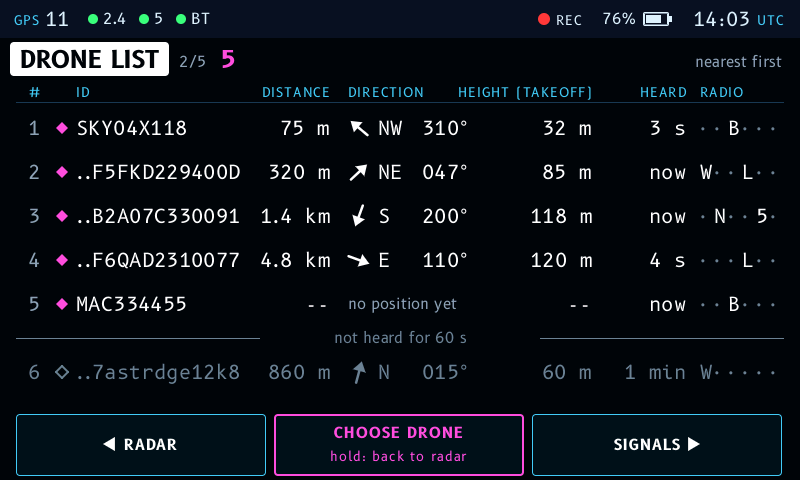 GPS 11 2.4 5 BT REC 76% 14:03 UTC
DRONE LIST 2/5 5 nearest first
# ID DISTANCE DIRECTION HEIGHT (TAKEOFF) HEARD RADIO
1 ◆ SKY04X118 75 m ↖ NW 310° 32 m 3 s ··B···
2 ◆ ..F5FKD229400D 320 m ↗ NE 047° 85 m now W··L··
3 ◆ ..B2A07C330091 1.4 km ↓ S 200° 118 m now ·N··5·
4 ◆ ..F6QAD2310077 4.8 km → E 110° 120 m 4 s ···L··
5 ◆ MAC334455 -- no position yet -- now ··B···
not heard for 60 s
6 ◇ ..7astrdge12k8 860 m ↑ N 015° 60 m 1 min W·····
◀ RADAR
CHOOSE DRONE
hold: back to radar
SIGNALS ▶